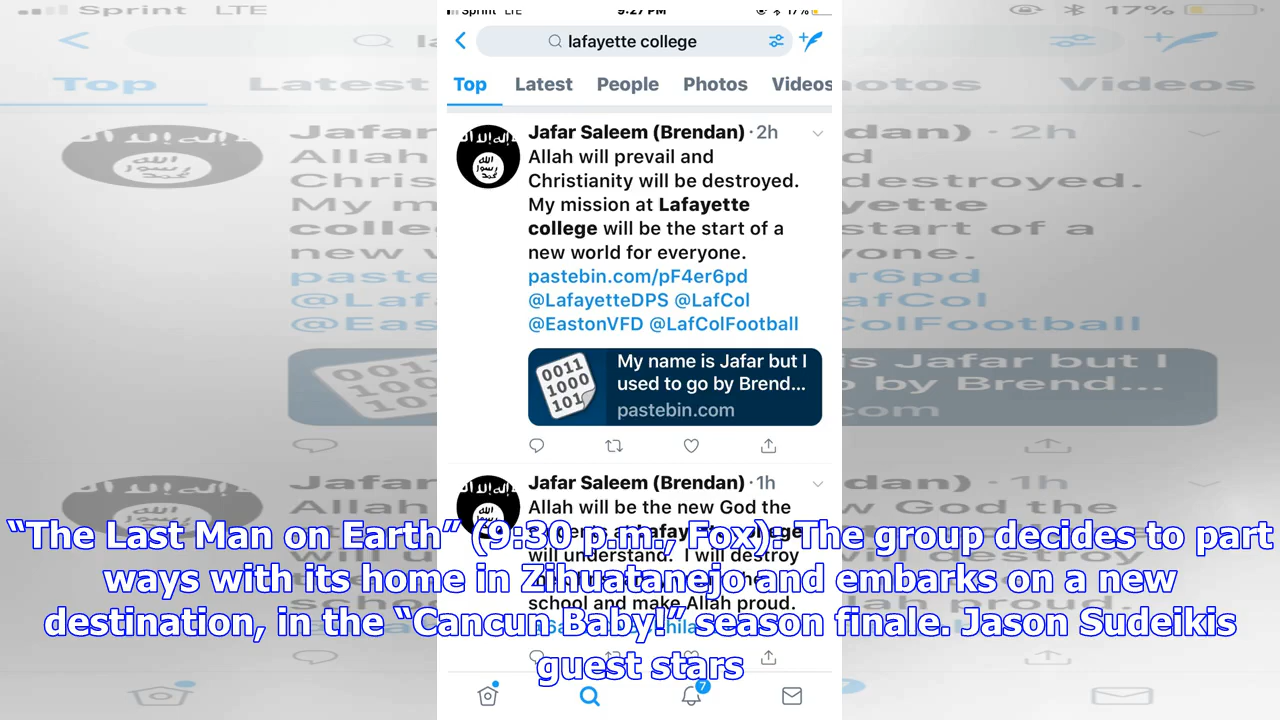 Sprint LTE 9:27 PM 17%
lafayette college
Top Latest People Photos Videos
Jafar Saleem (Brendan) · 2h
Allah will prevail and
Christianity will be destroyed.
My mission at Lafayette
college will be the start of a
new world for everyone.
pastebin.com/pF4er6pd
@LafayetteDPS @LafCol
@EastonVFD @LafColFootball
0011
1000
101
My name is Jafar but I
used to go by Brend...
pastebin.com
Jafar Saleem (Brendan) · 1h
Allah will be the new God the
will understand. I will destroy
school and make Allah proud.
7
“The Last Man on Earth” (9:30 p.m., Fox): The group decides to part
ways with its home in Zihuatanejo and embarks on a new
destination, in the “Cancun Baby!” season finale. Jason Sudeikis
guest stars